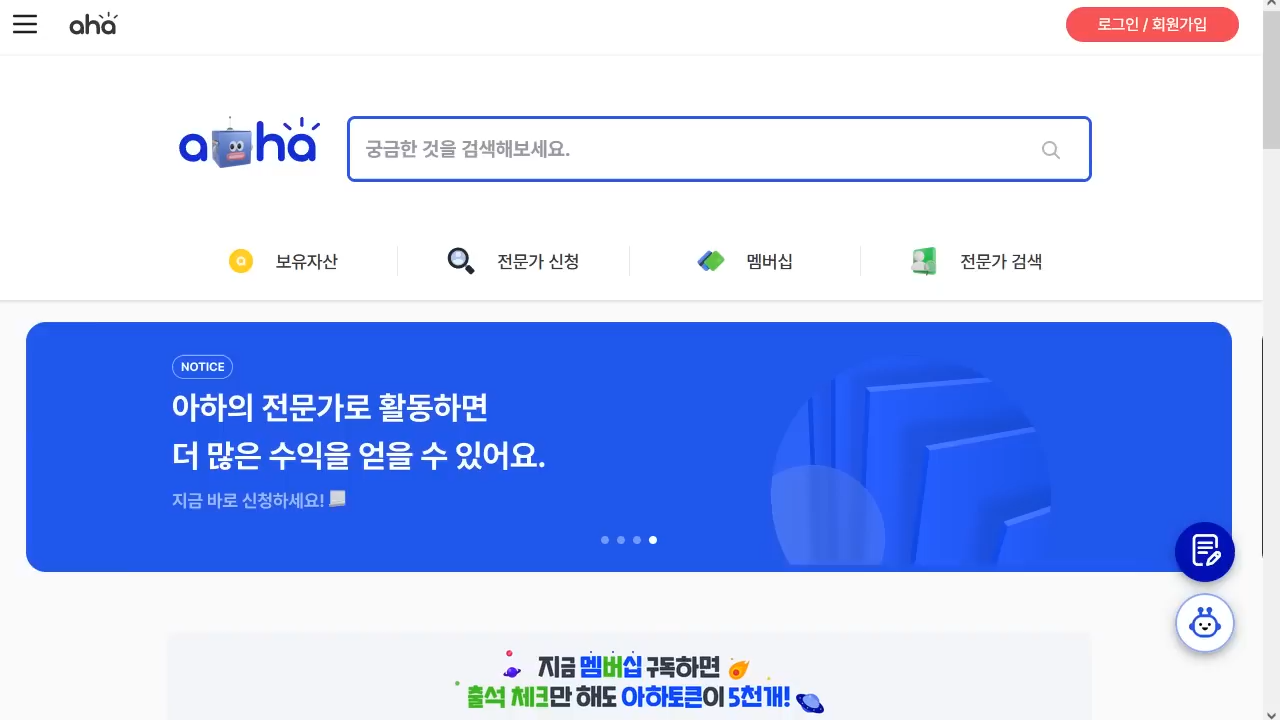 aha
로그인 / 회원가입
aha
궁금한 것을 검색해보세요.
보유자산
전문가 신청
멤버십
전문가 검색
NOTICE
아하의 전문가로 활동하면
더 많은 수익을 얻을 수 있어요.
지금 바로 신청하세요!
지금 멤버십 구독하면
출석 체크만 해도 아하토큰이 5천개!